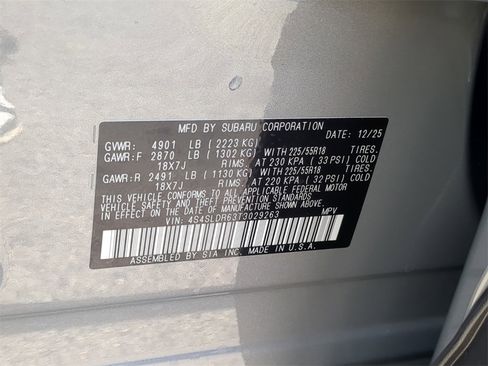 MFD BY SUBARU CORPORATION
DATE: 12/25
GVWR: 4901 LB ( 2223 KG)
GAWR:F 2870 LB ( 1302 KG) WITH 225/55R18 TIRES.
18X7J RIMS. AT 230 KPA ( 33 PSI) COLD
GAWR:R 2491 LB ( 1130 KG) WITH 225/55R18 TIRES.
18X7J RIMS. AT 220 KPA ( 32 PSI) COLD
THIS VEHICLE CONFORMS TO ALL APPLICABLE FEDERAL MOTOR
VEHICLE SAFETY AND THEFT PREVENTION STANDARDS
IN EFFECT ON THE DATE OF MANUFACTURE SHOWN ABOVE.
VIN: 4S4SLDR63T3029263 MPV
ASSEMBLED BY SIA INC. MADE IN U.S.A.